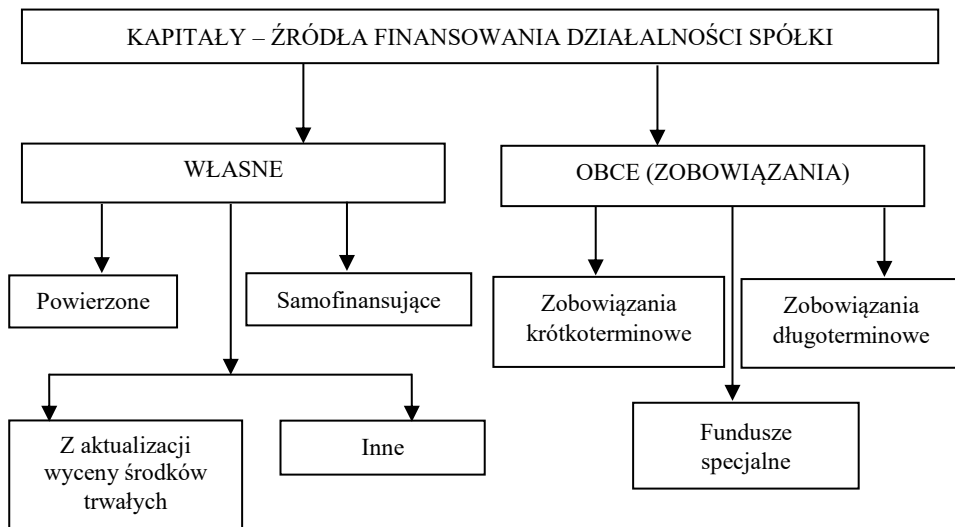 KAPITAŁY – ŹRÓDŁA FINANSOWANIA DZIAŁALNOŚCI SPÓŁKI
WŁASNE
OBCE (ZOBOWIĄZANIA)
Powierzone
Samofinansujące
Zobowiązania
krótkoterminowe
Zobowiązania
długoterminowe
Z aktualizacji
wyceny środków
trwałych
Inne
Fundusze
specjalne